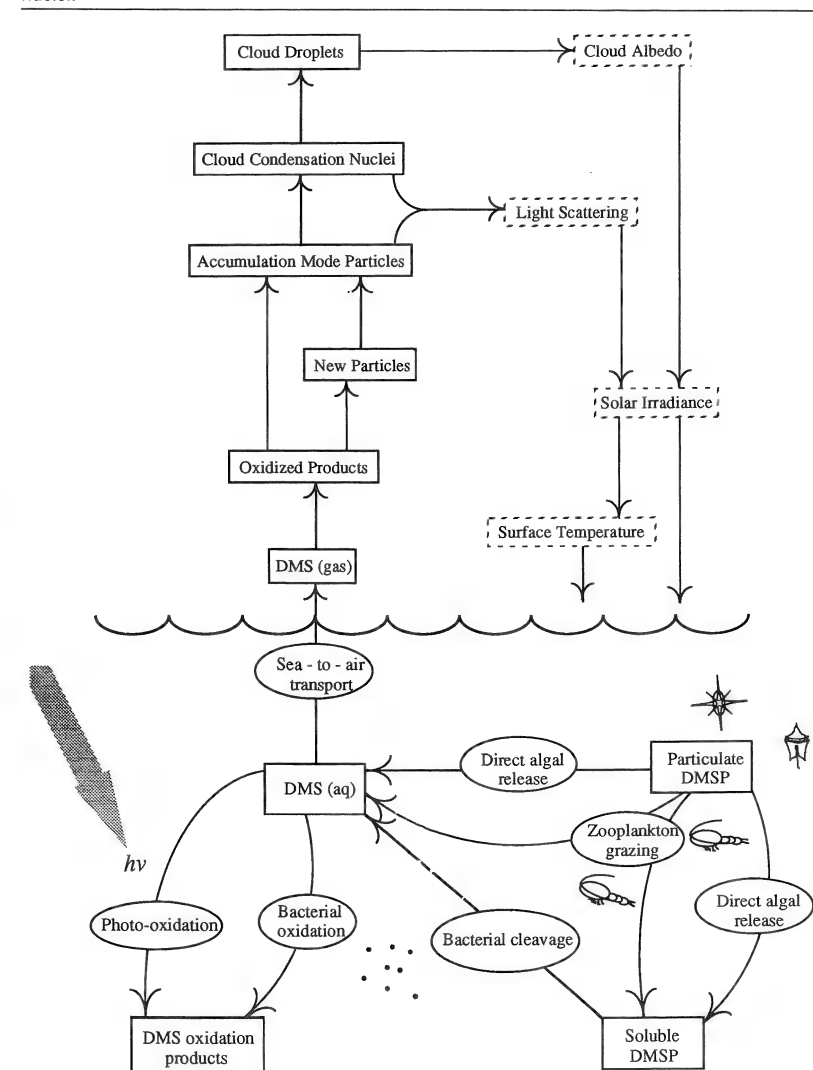 Cloud Droplets
Cloud Albedo
Cloud Condensation Nuclei
Light Scattering
Accumulation Mode Particles
New Particles
Solar Irradiance
Oxidized Products
Surface Temperature
DMS (gas)
Sea - to - air
transport
Direct algal
release
Particulate
DMSP
DMS (aq)
Zooplankton
grazing
hν
Photo-oxidation
Bacterial
oxidation
Bacterial cleavage
Direct algal
release
DMS oxidation
products
Soluble
DMSP